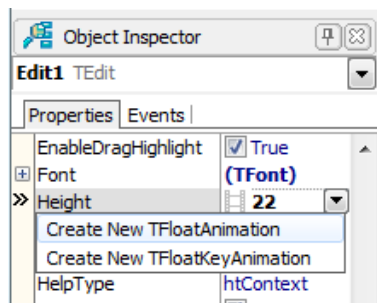 Object Inspector
Edit1 TEdit
Properties Events
EnableDragHighlight True
Font (TFont)
Height 22
Create New TFloatAnimation
Create New TFloatKeyAnimation
HelpType htContext